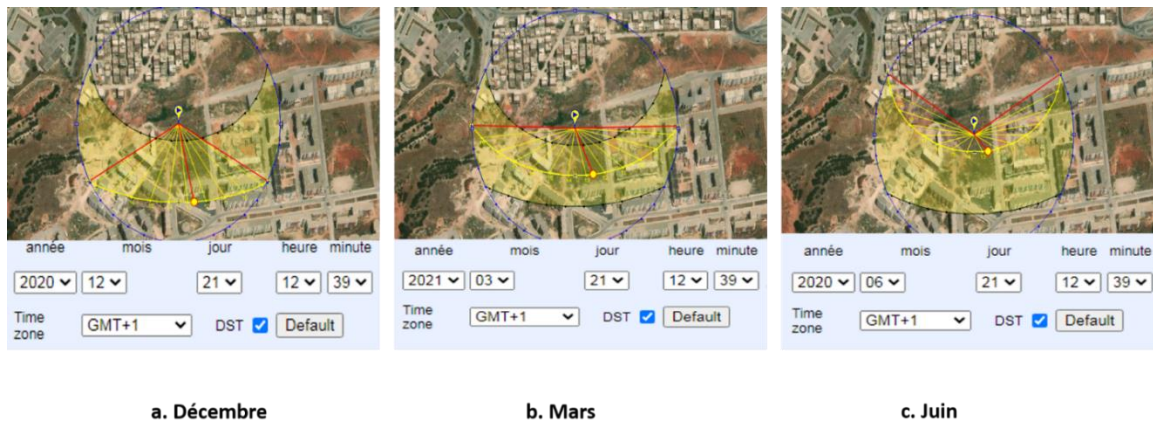 année mois jour heure minute
2020 12 21 12 39
Time zone GMT+1 DST Default
année mois jour heure minute
2021 03 21 12 39
Time zone GMT+1 DST Default
année mois jour heure minute
2020 06 21 12 39
Time zone GMT+1 DST Default
a. Décembre
b. Mars
c. Juin